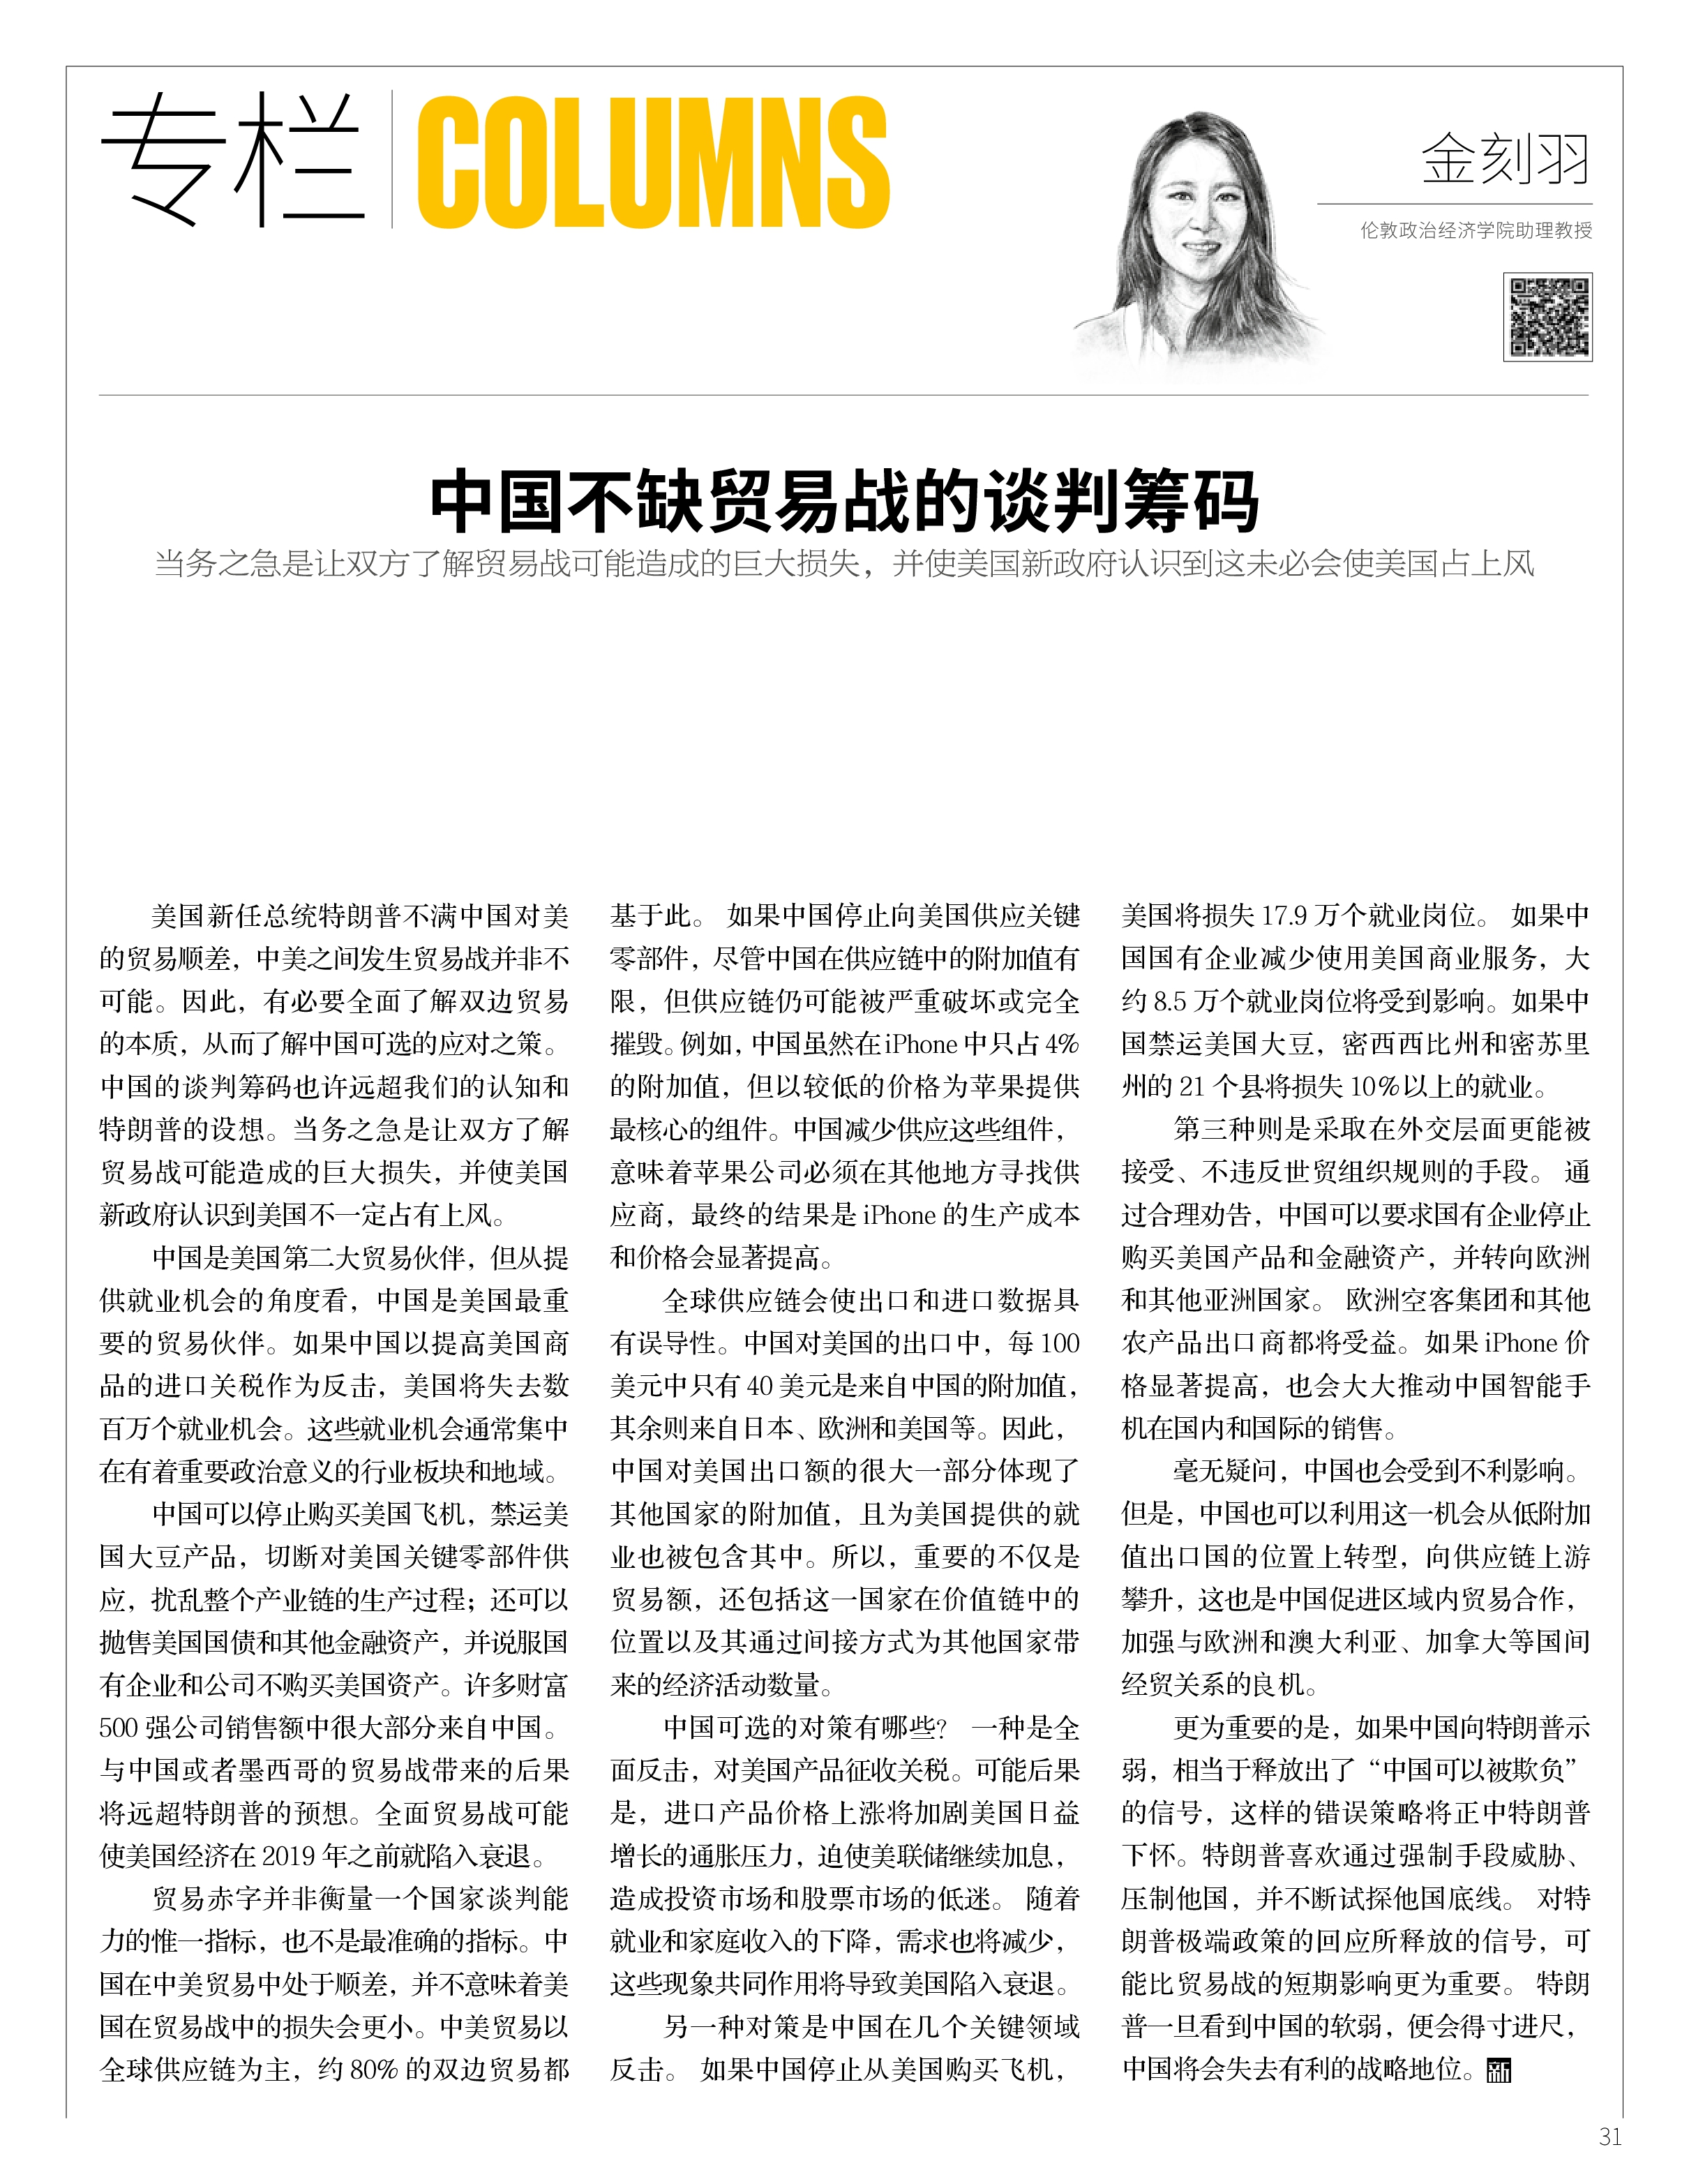 专栏
COLUMNS
金刻羽
伦敦政治经济学院助理教授
中国不缺贸易战的谈判筹码
当务之急是让双方了解贸易战可能造成的巨大损失，并使美国新政府认识到这未必会使美国占上风
美国新任总统特朗普不满中国对美
的贸易顺差，中美之间发生贸易战并非不
可能。因此，有必要全面了解双边贸易
的本质，从而了解中国可选的应对之策。
中国的谈判筹码也许远超我们的认知和
特朗普的设想。当务之急是让双方了解
贸易战可能造成的巨大损失，并使美国
新政府认识到美国不一定占有上风。
中国是美国第二大贸易伙伴，但从提
供就业机会的角度看，中国是美国最重
要的贸易伙伴。如果中国以提高美国商
品的进口关税作为反击，美国将失去数
百万个就业机会。这些就业机会通常集中
在有着重要政治意义的行业板块和地域。
中国可以停止购买美国飞机，禁运美
国大豆产品，切断对美国关键零部件供
应，扰乱整个产业链的生产过程；还可以
抛售美国国债和其他金融资产，并说服国
有企业和公司不购买美国资产。许多财富
500 强公司销售额中很大部分来自中国。
与中国或者墨西哥的贸易战带来的后果
将远超特朗普的预想。全面贸易战可能
使美国经济在 2019 年之前就陷入衰退。
贸易赤字并非衡量一个国家谈判能
力的惟一指标，也不是最准确的指标。中
国在中美贸易中处于顺差，并不意味着美
国在贸易战中的损失会更小。中美贸易以
全球供应链为主，约 80% 的双边贸易都
基于此。 如果中国停止向美国供应关键
零部件，尽管中国在供应链中的附加值有
限，但供应链仍可能被严重破坏或完全
摧毁。例如，中国虽然在iPhone 中只占 4%
的附加值，但以较低的价格为苹果提供
最核心的组件。中国减少供应这些组件，
意味着苹果公司必须在其他地方寻找供
应商，最终的结果是 iPhone 的生产成本
和价格会显著提高。
全球供应链会使出口和进口数据具
有误导性。中国对美国的出口中，每 100
美元中只有 40 美元是来自中国的附加值，
其余则来自日本、欧洲和美国等。因此，
中国对美国出口额的很大一部分体现了
其他国家的附加值，且为美国提供的就
业也被包含其中。所以，重要的不仅是
贸易额，还包括这一国家在价值链中的
位置以及其通过间接方式为其他国家带
来的经济活动数量。
中国可选的对策有哪些？ 一种是全
面反击，对美国产品征收关税。可能后果
是，进口产品价格上涨将加剧美国日益
增长的通胀压力，迫使美联储继续加息，
造成投资市场和股票市场的低迷。 随着
就业和家庭收入的下降，需求也将减少，
这些现象共同作用将导致美国陷入衰退。
另一种对策是中国在几个关键领域
反击。 如果中国停止从美国购买飞机，
美国将损失 17.9 万个就业岗位。 如果中
国国有企业减少使用美国商业服务，大
约 8.5 万个就业岗位将受到影响。如果中
国禁运美国大豆，密西西比州和密苏里
州的 21 个县将损失 10%以上的就业。
第三种则是采取在外交层面更能被
接受、不违反世贸组织规则的手段。 通
过合理劝告，中国可以要求国有企业停止
购买美国产品和金融资产，并转向欧洲
和其他亚洲国家。 欧洲空客集团和其他
农产品出口商都将受益。如果 iPhone 价
格显著提高，也会大大推动中国智能手
机在国内和国际的销售。
毫无疑问，中国也会受到不利影响。
但是，中国也可以利用这一机会从低附加
值出口国的位置上转型，向供应链上游
攀升，这也是中国促进区域内贸易合作，
加强与欧洲和澳大利亚、加拿大等国间
经贸关系的良机。
更为重要的是，如果中国向特朗普示
弱，相当于释放出了“中国可以被欺负”
的信号，这样的错误策略将正中特朗普
下怀。特朗普喜欢通过强制手段威胁、
压制他国，并不断试探他国底线。 对特
朗普极端政策的回应所释放的信号，可
能比贸易战的短期影响更为重要。 特朗
普一旦看到中国的软弱，便会得寸进尺，
中国将会失去有利的战略地位。新
31